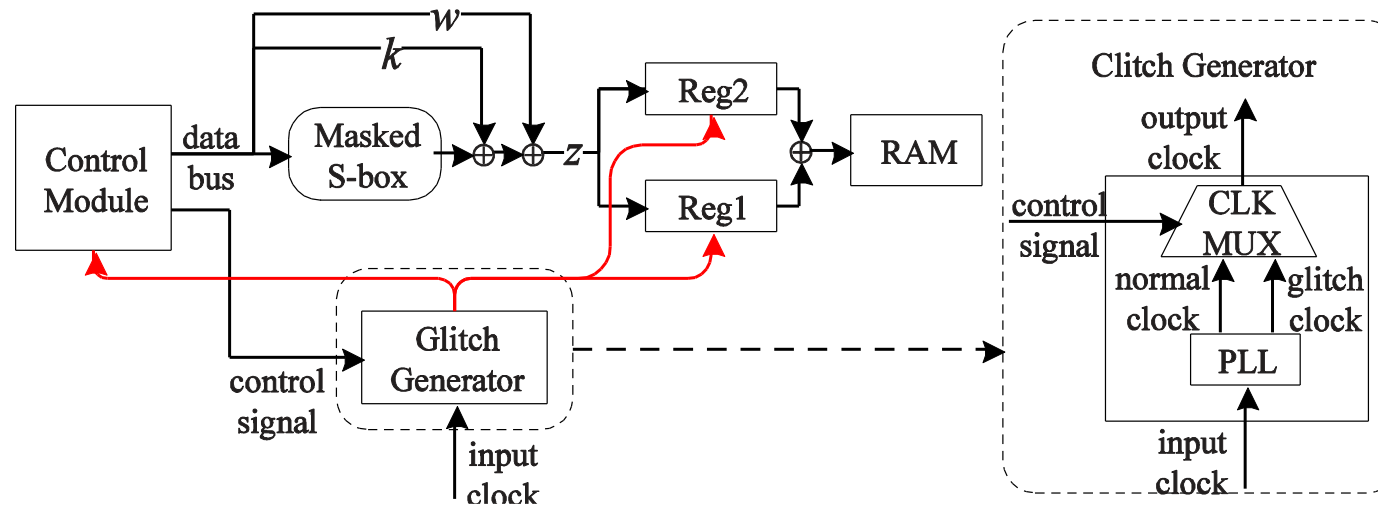 w
k
Control
Module
data
bus
Masked
S-box
z
Reg2
Reg1
RAM
Glitch
Generator
control
signal
input
clock
Clitch Generator
output
clock
control
signal
CLK
MUX
normal
clock
glitch
clock
PLL
input
clock